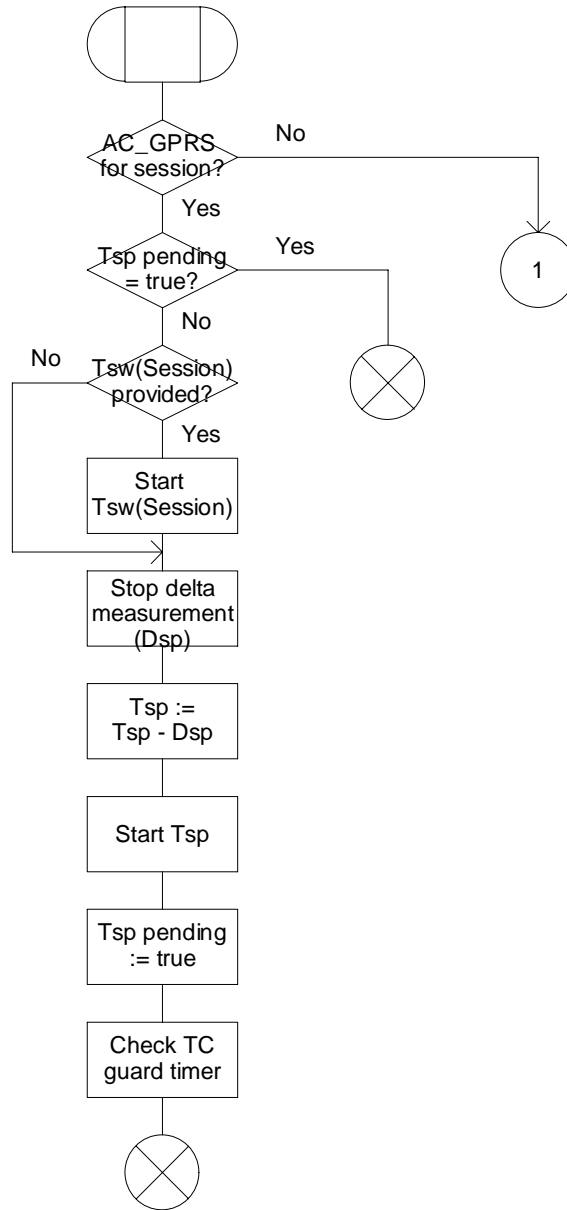 AC_GPRS
for session?
No
Yes
Tsp pending
= true?
Yes
1
No
No
Tsw(Session)
provided?
Yes
Start
Tsw(Session)
Stop delta
measurement
(Dsp)
Tsp :=
Tsp - Dsp
Start Tsp
Tsp pending
:= true
Check TC
guard timer